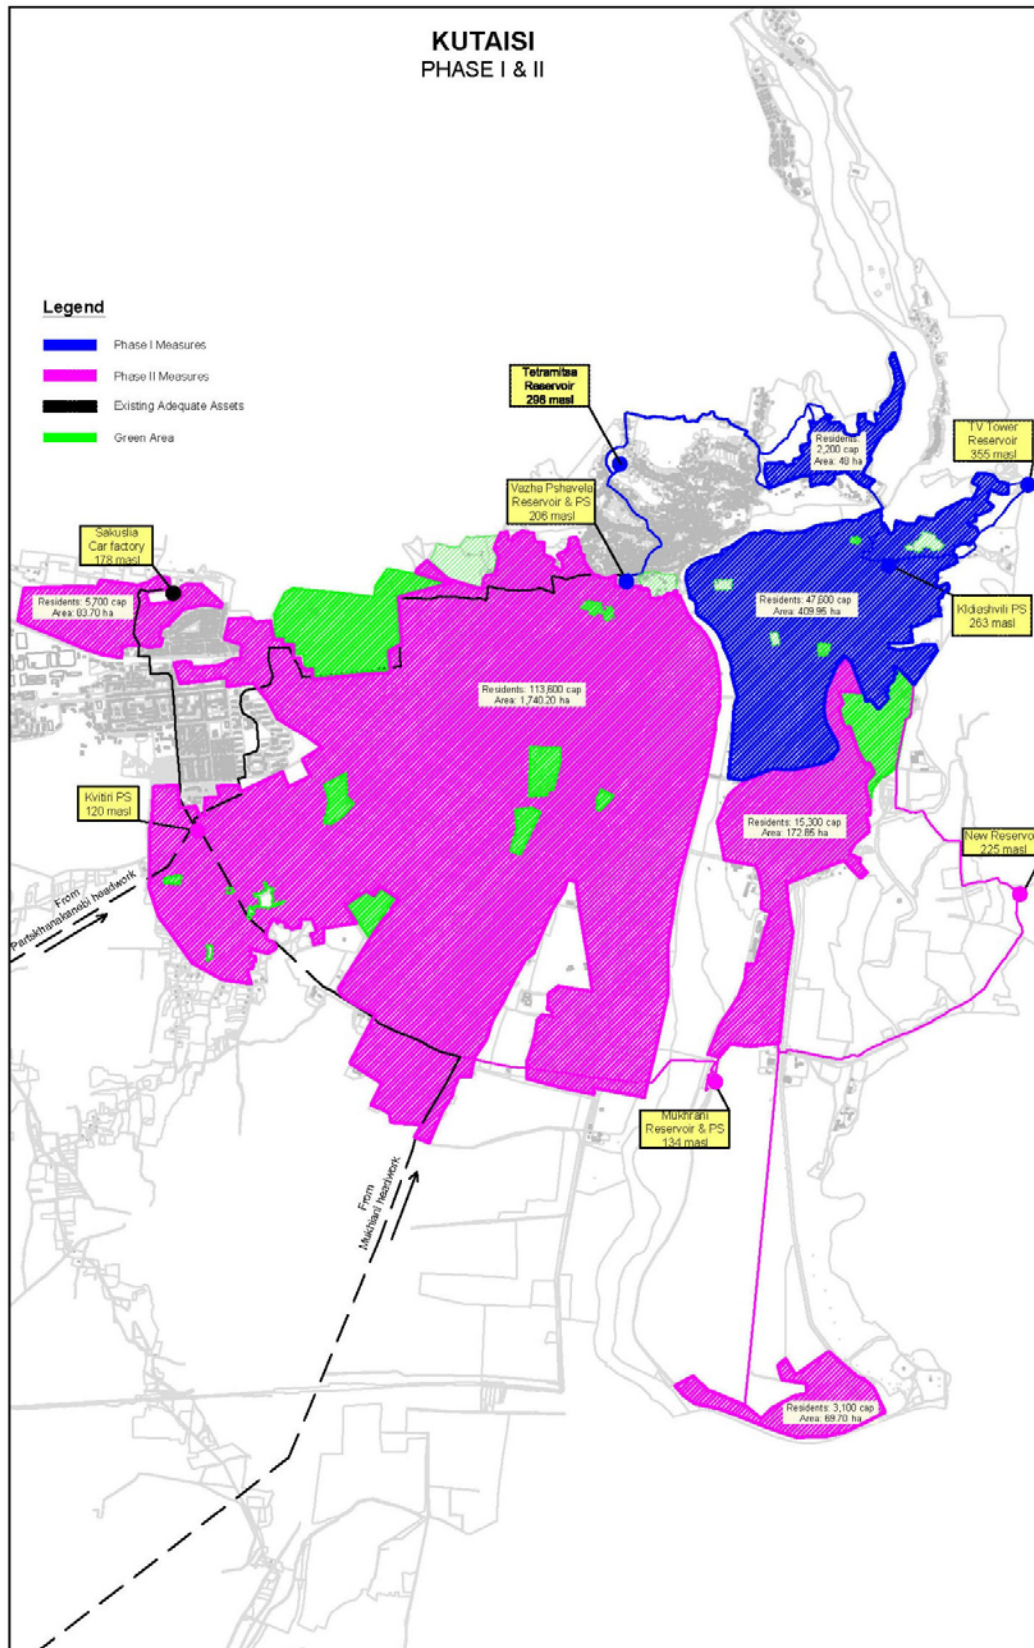 KUTAISI
PHASE I & II
Legend
Phase I Measures
Phase II Measures
Existing Adequate Assets
Green Area
Tetramitsa
Reservoir
298 masl
Residents:
2,200 cap
Area: 48 ha
TV Tower
Reservoir
355 masl
Vazha Pshavela
Reservoir & PS
206 masl
Sakuslia
Car factory
178 masl
Residents: 5,700 cap
Area: 83.70 ha
Residents: 47,600 cap
Area: 409.95 ha
Kldiashvili PS
263 masl
Residents: 113,600 cap
Area: 1,740.20 ha
Kvitiri PS
120 masl
Residents: 15,300 cap
Area: 172.85 ha
New Reservo
225 masl
From
Partskhanakanebi headwork
Mukhrani
Reservoir & PS
134 masl
From
Mukhiani headwork
Residents: 3,100 cap
Area: 69.70 ha